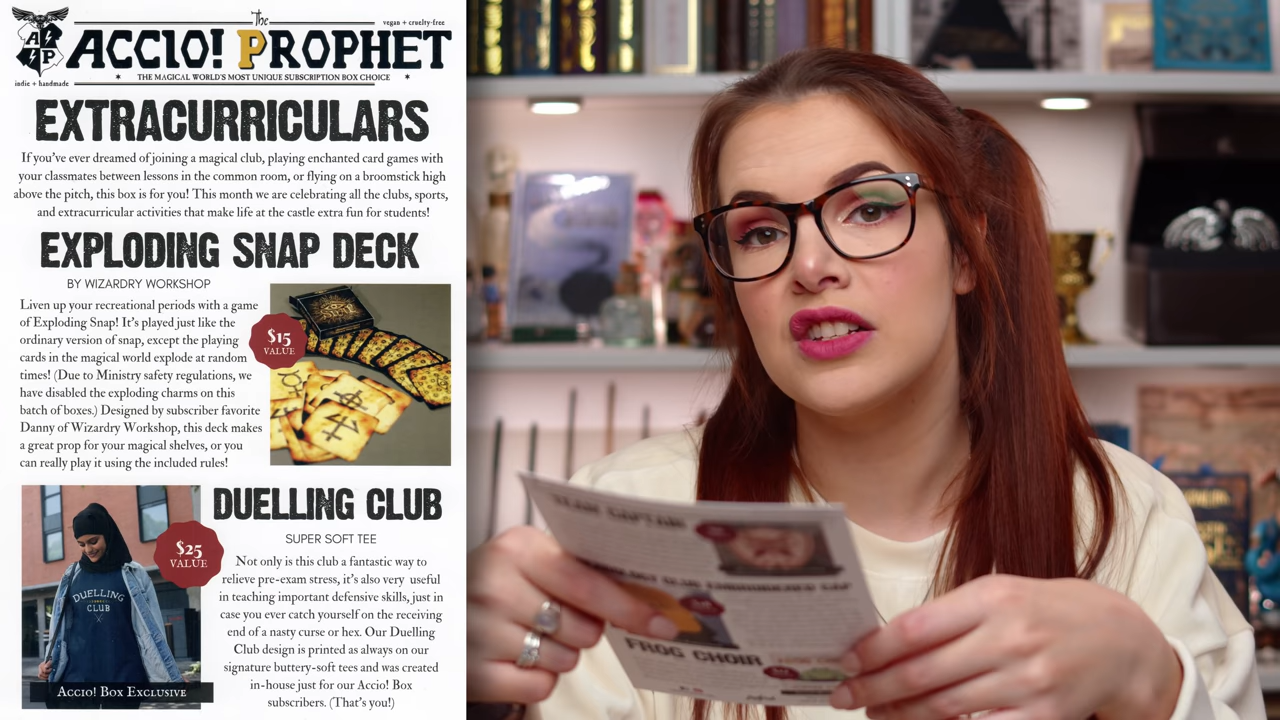 The
vegan + cruelty-free
ACCIO! PROPHET
A P
indie + handmade
* THE MAGICAL WORLD'S MOST UNIQUE SUBSCRIPTION BOX CHOICE *
EXTRACURRICULARS
If you've ever dreamed of joining a magical club, playing enchanted card games with
your classmates between lessons in the common room, or flying on a broomstick high
above the pitch, this box is for you! This month we are celebrating all the clubs, sports,
and extracurricular activities that make life at the castle extra fun for students!
EXPLODING SNAP DECK
BY WIZARDRY WORKSHOP
Liven up your recreational periods with a game
of Exploding Snap! It's played just like the
ordinary version of snap, except the playing
cards in the magical world explode at random
times! (Due to Ministry safety regulations, we
have disabled the exploding charms on this
batch of boxes.) Designed by subscriber favorite
Danny of Wizardry Workshop, this deck makes
a great prop for your magical shelves, or you
can really play it using the included rules!
$15
VALUE
DUELLING CLUB
SUPER SOFT TEE
Not only is this club a fantastic way to
relieve pre-exam stress, it's also very useful
in teaching important defensive skills, just in
case you ever catch yourself on the receiving
end of a nasty curse or hex. Our Duelling
Club design is printed as always on our
signature buttery-soft tees and was created
in-house just for our Accio! Box
subscribers. (That's you!)
$25
VALUE
DUELLING
CLUB
Accio! Box Exclusive
TEAM CAPTAIN
FROG CHOIR